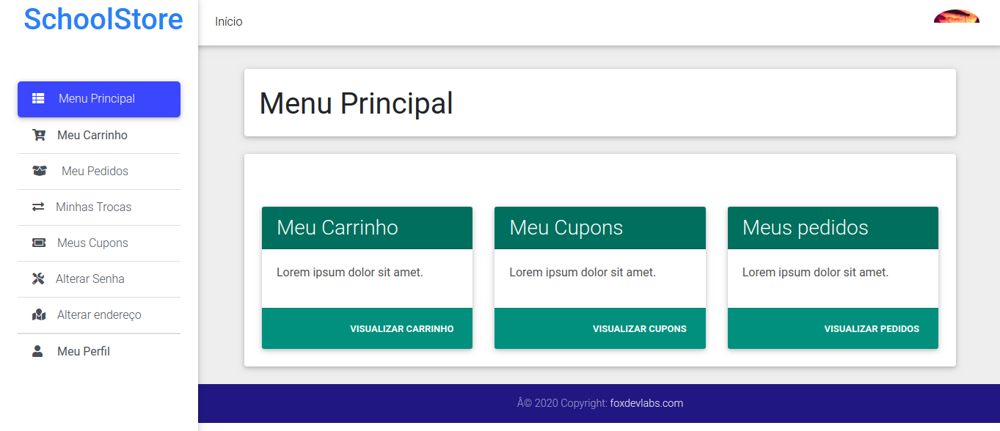 SchoolStore
Início
Menu Principal
Meu Carrinho
Meu Pedidos
Minhas Trocas
Meus Cupons
Alterar Senha
Alterar endereço
Meu Perfil
Menu Principal
Meu Carrinho
Lorem ipsum dolor sit amet.
VISUALIZAR CARRINHO
Meu Cupons
Lorem ipsum dolor sit amet.
VISUALIZAR CUPONS
Meus pedidos
Lorem ipsum dolor sit amet.
VISUALIZAR PEDIDOS
Â© 2020 Copyright: foxdevlabs.com